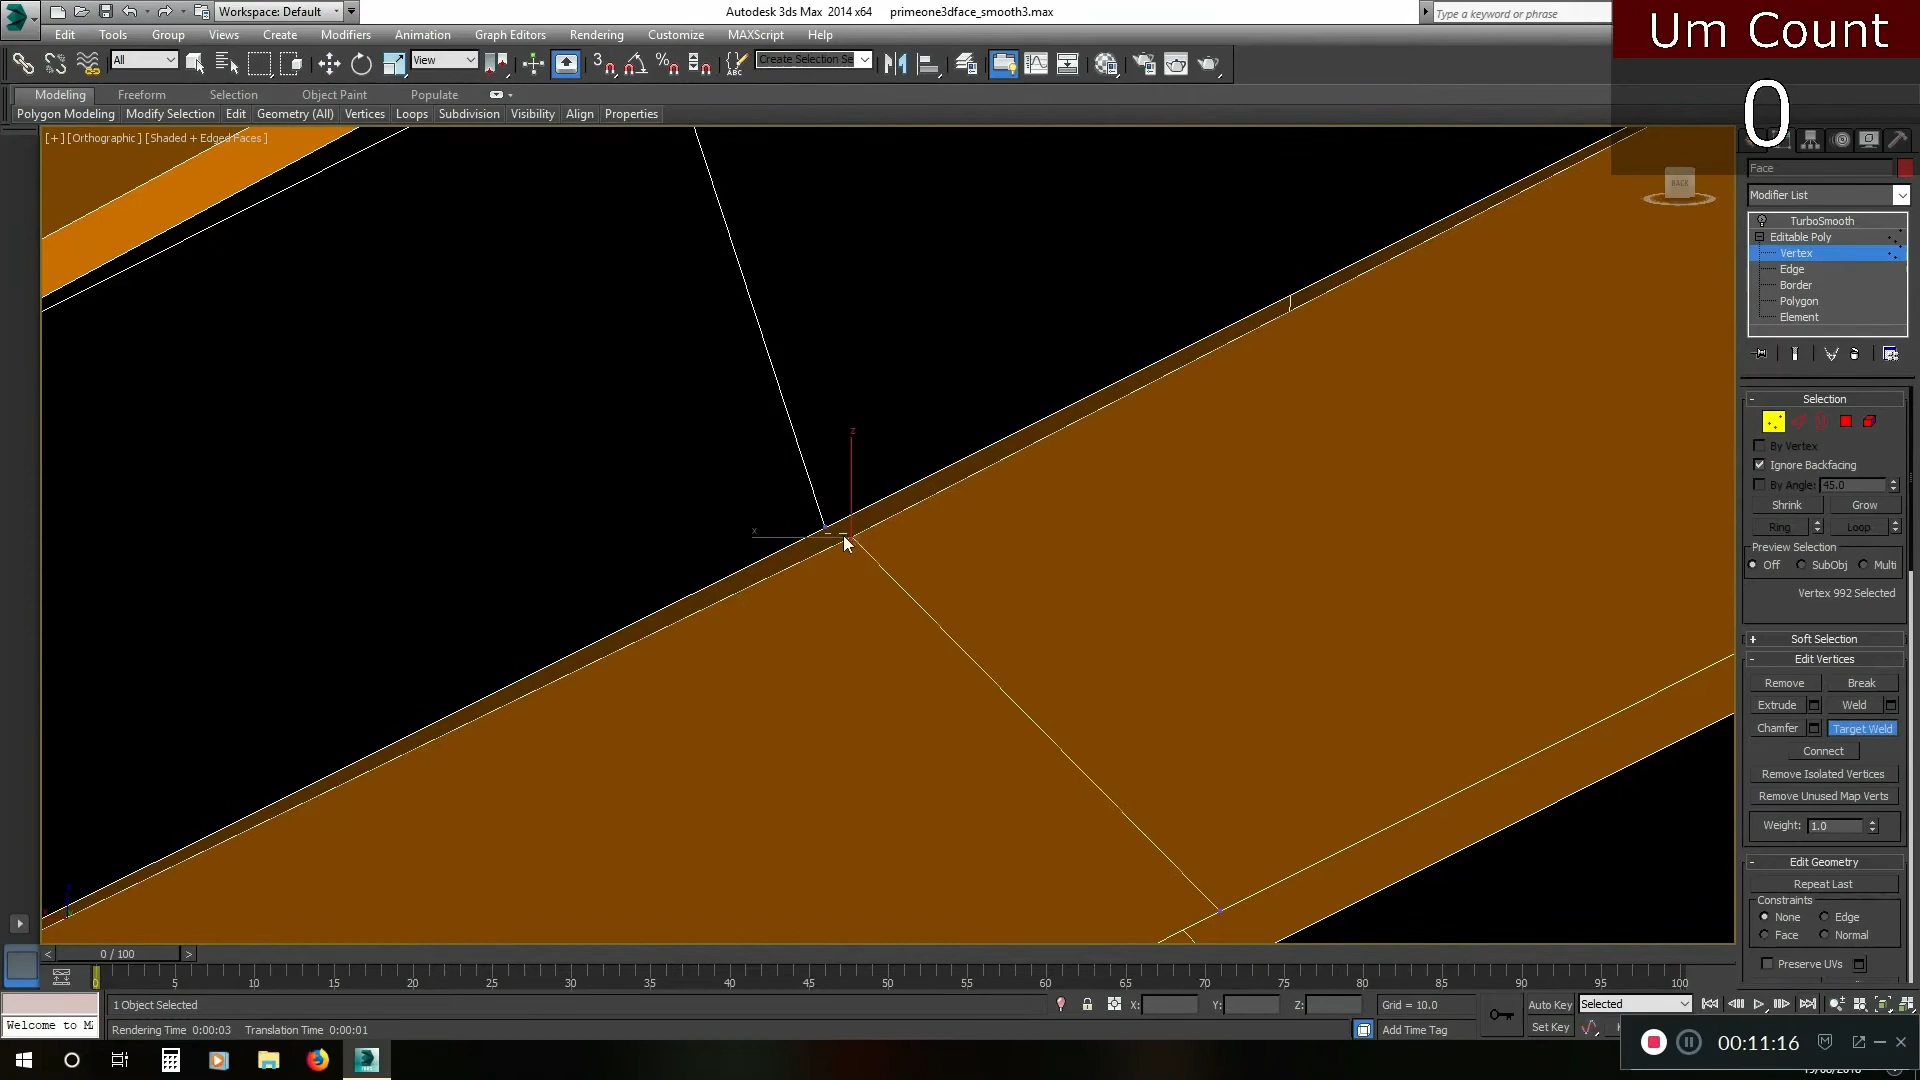 Workspace: Default
Autodesk 3ds Max 2014 x64 primeone3dface_smooth3.max
Type a keyword or phrase
Um Count
0
Edit Tools Group Views Create Modifiers Animation Graph Editors Rendering Customize MAXScript Help
All
View
Create Selection Se
Modeling Freeform Selection Object Paint Populate
Polygon Modeling Modify Selection Edit Geometry (All) Vertices Loops Subdivision Visibility Align Properties
[+][Orthographic][Shaded + Edged Faces]
BACK
Face
Modifier List
TurboSmooth
Editable Poly
Vertex
Edge
Border
Polygon
Element
Selection
By Vertex
Ignore Backfacing
By Angle: 45.0
Shrink Grow
Ring Loop
Preview Selection
Off SubObj Multi
Vertex 992 Selected
Soft Selection
Edit Vertices
Remove Break
Extrude Weld
Chamfer Target Weld
Connect
Remove Isolated Vertices
Remove Unused Map Verts
Weight: 1.0
Edit Geometry
Repeat Last
Constraints
None Edge
Face Normal
Preserve UVs
z
x
0 / 100
0 5 10 15 20 25 30 35 40 45 50 55 60 65 70 75 80 85 90 95 100
1 Object Selected
X: Y: Z:
Grid = 10.0
Auto Key
Selected
Welcome to M
Rendering Time 0:00:03 Translation Time 0:00:01
Add Time Tag
Set Key
00:11:16